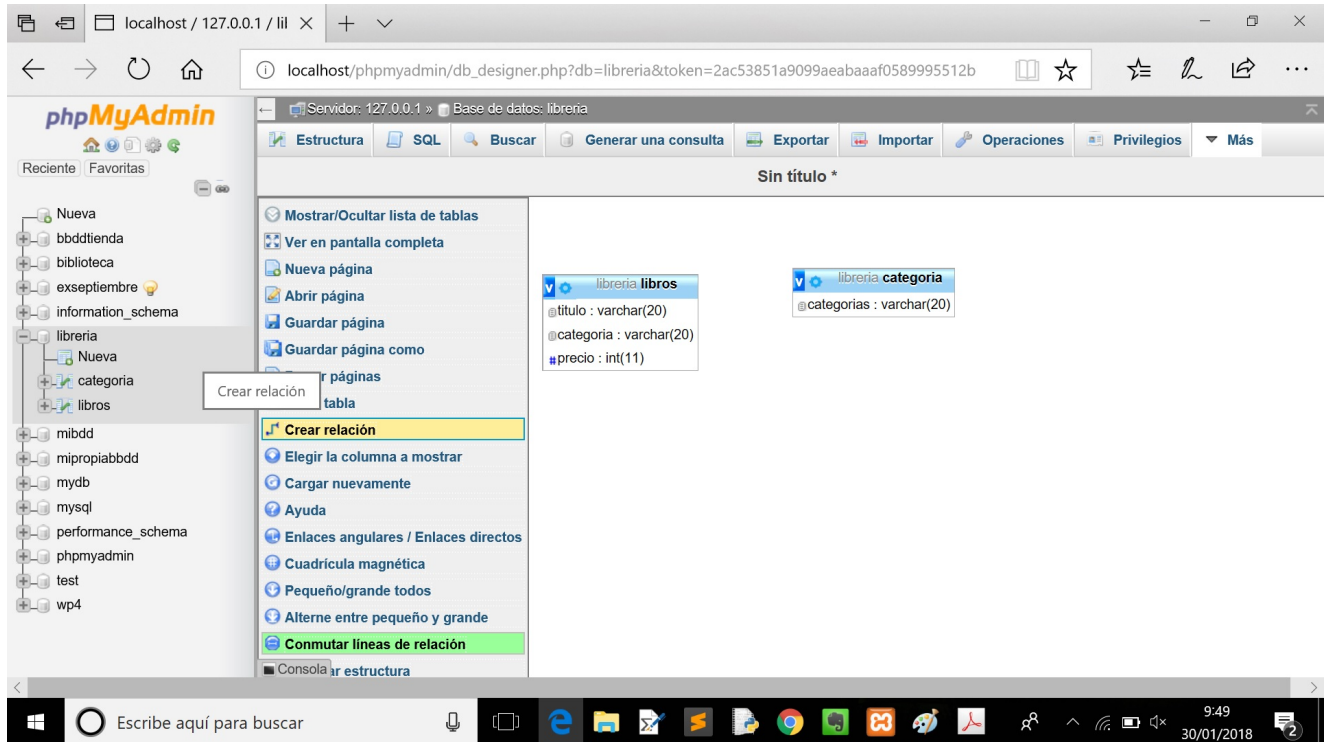 localhost / 127.0.0.1 / lil
localhost/phpmyadmin/db_designer.php?db=libreria&token=2ac53851a9099aeabaaaf0589995512b
phpMyAdmin
Reciente Favoritas
Nueva
bbddtienda
biblioteca
exseptiembre
information_schema
libreria
Nueva
categoria
libros
mibdd
mipropiabbdd
mydb
mysql
performance_schema
phpmyadmin
test
wp4
Servidor: 127.0.0.1 » Base de datos: libreria
Estructura SQL Buscar Generar una consulta Exportar Importar Operaciones Privilegios Más
Sin título *
Mostrar/Ocultar lista de tablas
Ver en pantalla completa
Nueva página
Abrir página
Guardar página
Guardar página como
r páginas
tabla
Crear relación
Crear relación
Elegir la columna a mostrar
Cargar nuevamente
Ayuda
Enlaces angulares / Enlaces directos
Cuadrícula magnética
Pequeño/grande todos
Alterne entre pequeño y grande
Conmutar líneas de relación
Consola
ar estructura
v libreria libros
titulo : varchar(20)
categoria : varchar(20)
# precio : int(11)
v libreria categoria
categorias : varchar(20)
Escribe aquí para buscar
9:49
30/01/2018
2